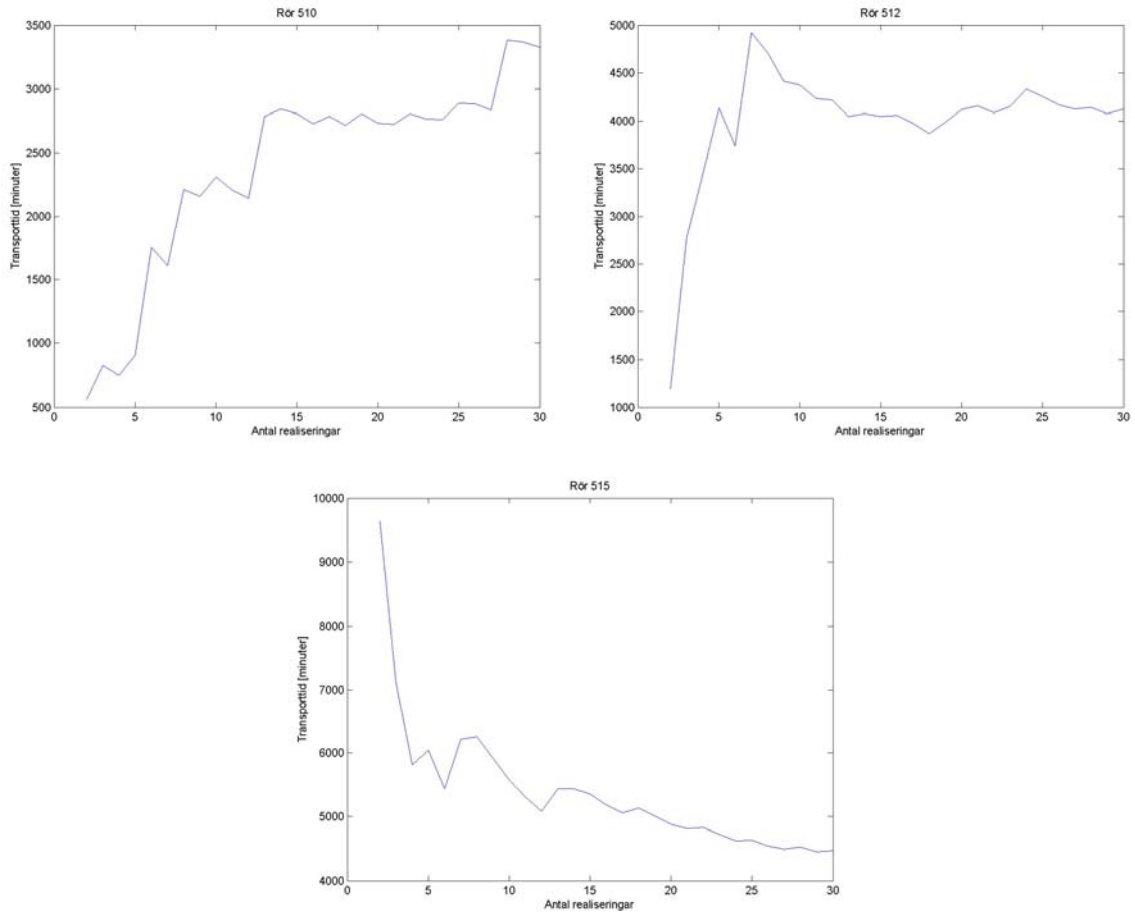 Rör 510
Transporttid [minuter]
3500
3000
2500
2000
1500
1000
500
0 5 10 15 20 25 30
Antal realiseringar
Rör 512
Transporttid [minuter]
5000
4500
4000
3500
3000
2500
2000
1500
1000
0 5 10 15 20 25 30
Antal realiseringar
Rör 515
Transporttid [minuter]
10000
9000
8000
7000
6000
5000
4000
0 5 10 15 20 25 30
Antal realiseringar